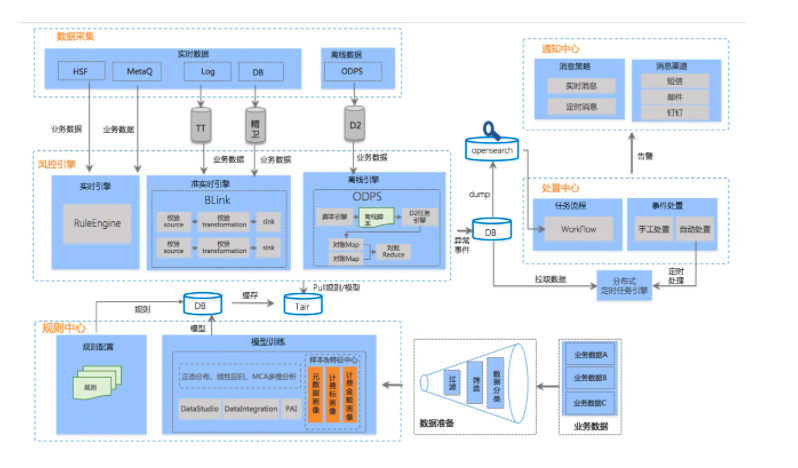 数据采集
实时数据
离线数据
HSF
MetaQ
Log
DB
ODPS
业务数据
业务数据
TT
精卫
D2
业务数据
业务数据
业务数据
风控引擎
实时引擎
RuleEngine
准实时引擎
BLink
校验
source
校验
transformation
sink
校验
source
校验
transformation
sink
离线引擎
ODPS
脚本引擎
离线脚
本
D2任务
引擎
对账Map
对账Map
对账
Reduce
异常
事件
Pull规则/模型
规则
DB
缓存
Tair
模型
规则中心
规则配置
规则
模型训练
正态分布、线性回归、MCA多维分析
DataStudio
DataIntegration
PAI
样本&特征中心
元数据画像
计费标画像
计费金额画像
数据准备
过滤
筛选
数据分类
业务数据A
业务数据B
业务数据C
业务数据
通知中心
消息策略
实时消息
定时消息
消息渠道
短信
邮件
钉钉
告警
opensearch
dump
DB
处置中心
任务流程
WorkFlow
事件处置
手工处置
自动处置
拉取数据
定时
处理
分布式
定时任务引擎